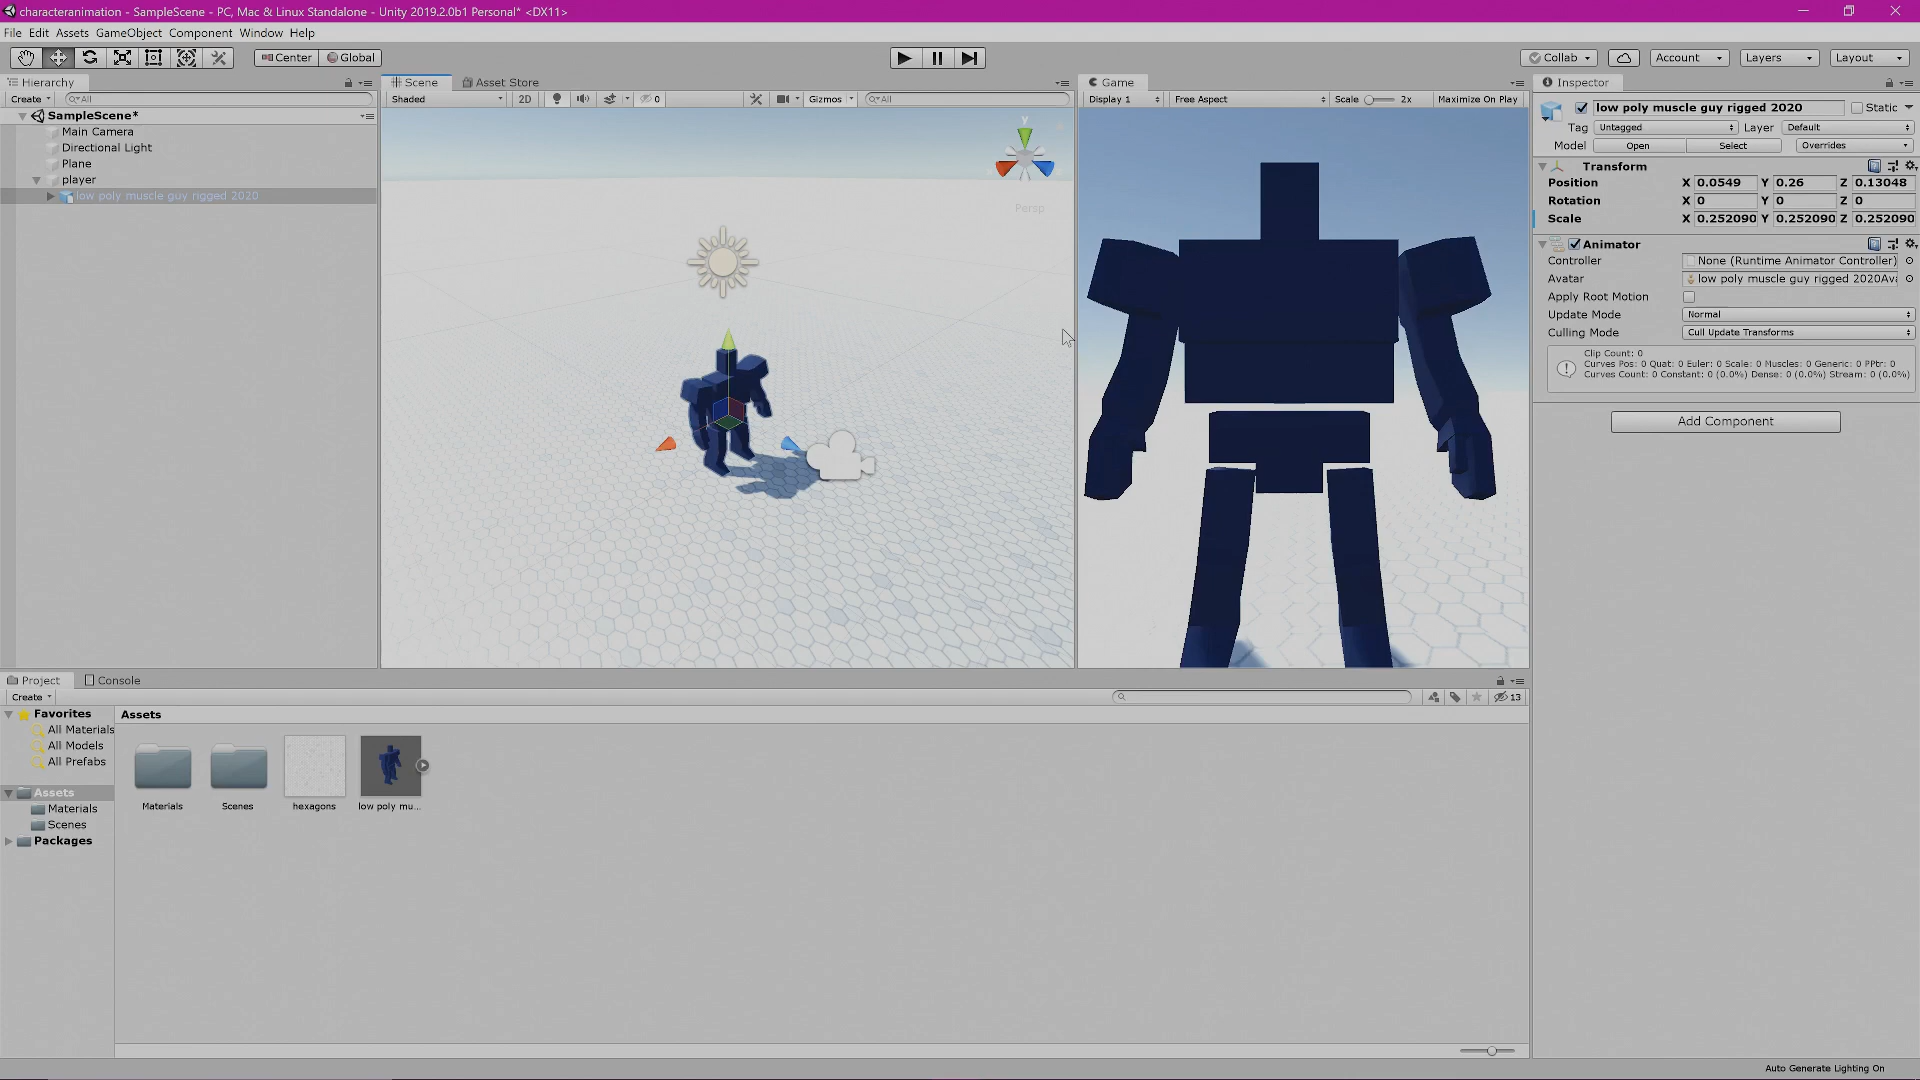 characteranimation - SampleScene - PC, Mac & Linux Standalone - Unity 2019.2.0b1 Personal* <DX11>
File Edit Assets GameObject Component Window Help
Center Global Collab Account Layers Layout
Hierarchy
Create All
SampleScene*
Main Camera
Directional Light
Plane
player
low poly muscle guy rigged 2020
Scene Asset Store
Shaded 2D 0 Gizmos All
y
Persp
Game
Display 1 Free Aspect Scale 2x Maximize On Play
Inspector
low poly muscle guy rigged 2020 Static
Tag Untagged Layer Default
Model Open Select Overrides
Transform
Position X 0.0549 Y 0.26 Z 0.13048
Rotation X 0 Y 0 Z 0
Scale X 0.252090 Y 0.252090 Z 0.252090
Animator
Controller None (Runtime Animator Controller)
Avatar low poly muscle guy rigged 2020Ava
Apply Root Motion
Update Mode Normal
Culling Mode Cull Update Transforms
Clip Count: 0
Curves Pos: 0 Quat: 0 Euler: 0 Scale: 0 Muscles: 0 Generic: 0 PPtr: 0
Curves Count: 0 Constant: 0 (0.0%) Dense: 0 (0.0%) Stream: 0 (0.0%)
Add Component
Project Console
Create 13
Favorites
All Materials
All Models
All Prefabs
Assets
Materials
Scenes
Packages
Assets
Materials Scenes hexagons low poly mu...
Auto Generate Lighting On